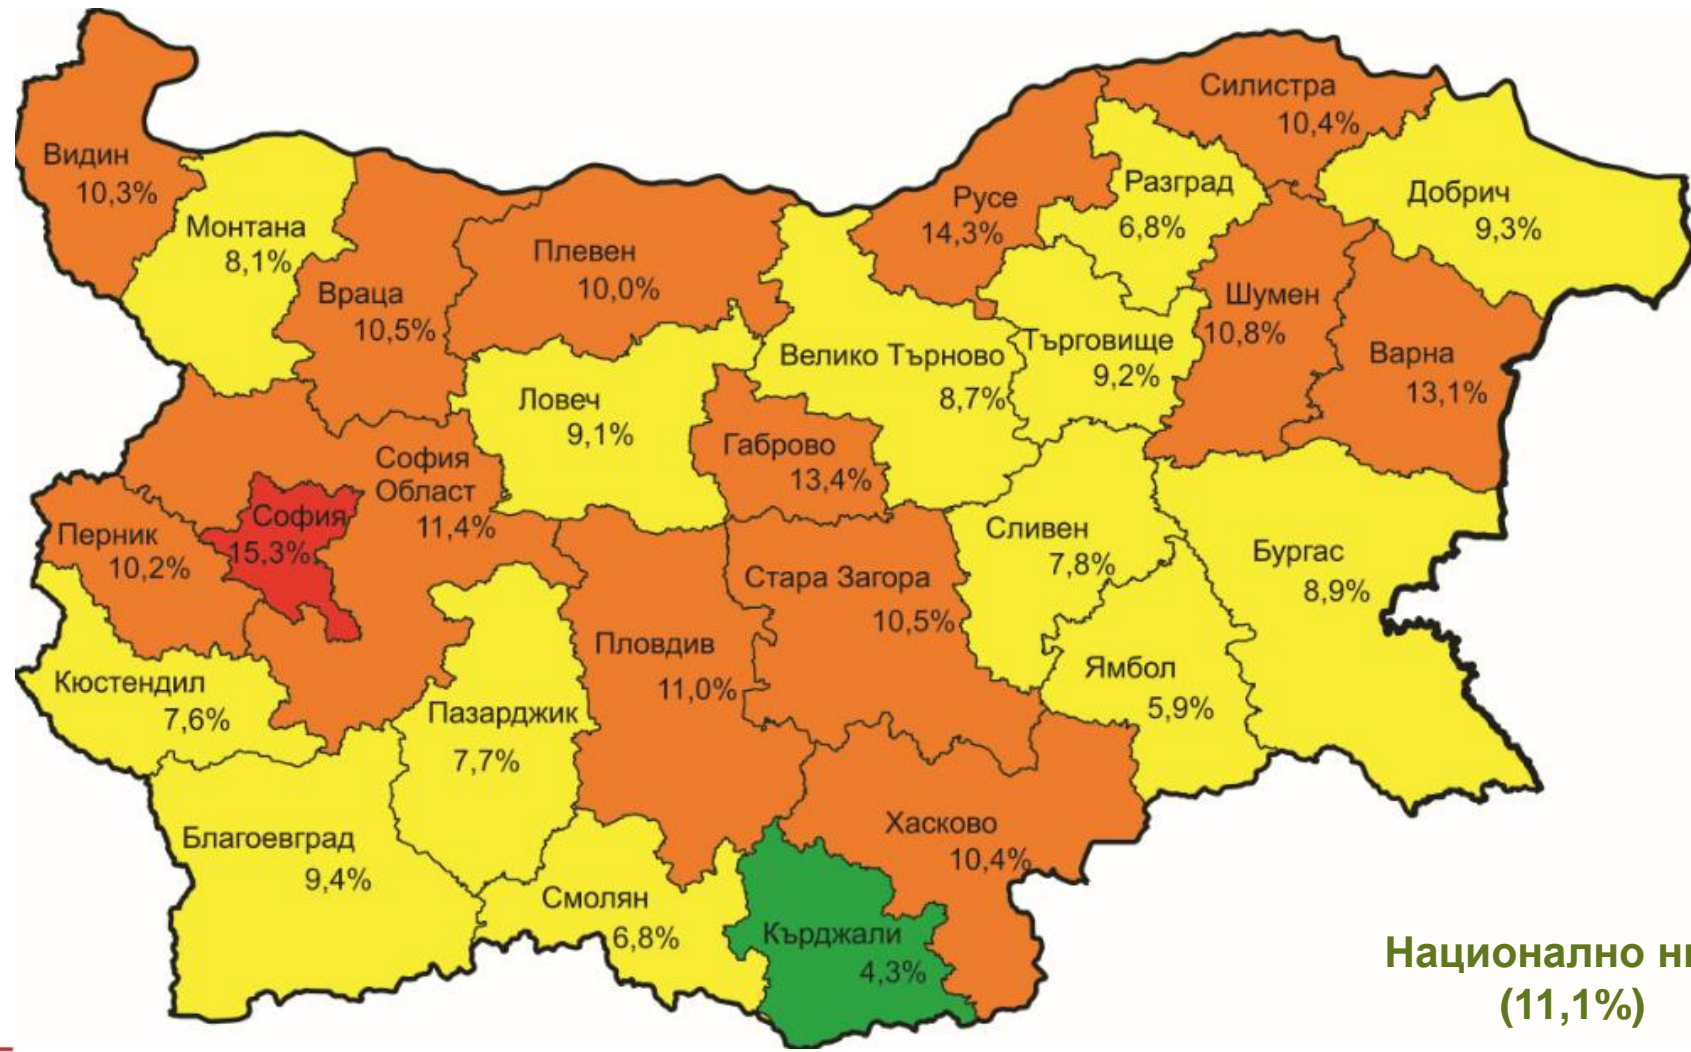 Силистра
10,4%
Видин
10,3%
Разград
6,8%
Добрич
9,3%
Русе
14,3%
Монтана
8,1%
Плевен
10,0%
Враца
10,5%
Шумен
10,8%
Велико Търново
8,7%
Търговище
9,2%
Варна
13,1%
Ловеч
9,1%
Габрово
13,4%
София
Област
11,4%
София
15,3%
Перник
10,2%
Сливен
7,8%
Бургас
8,9%
Стара Загора
10,5%
Пловдив
11,0%
Ямбол
5,9%
Кюстендил
7,6%
Пазарджик
7,7%
Благоевград
9,4%
Хасково
10,4%
Смолян
6,8%
Кърджали
4,3%
Национално
(11,1%)